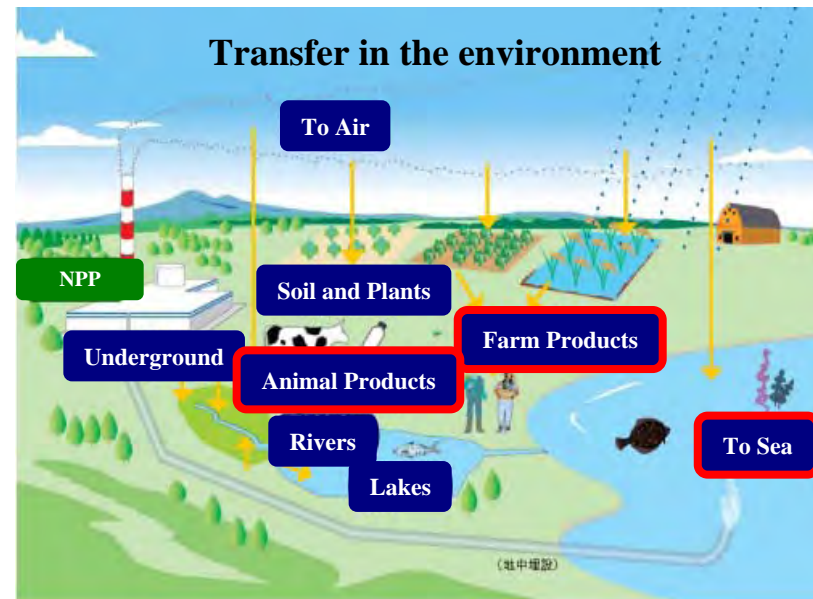 Transfer in the environment
To Air
NPP
Soil and Plants
Farm Products
Underground
Animal Products
Rivers
To Sea
Lakes
(地中埋設)